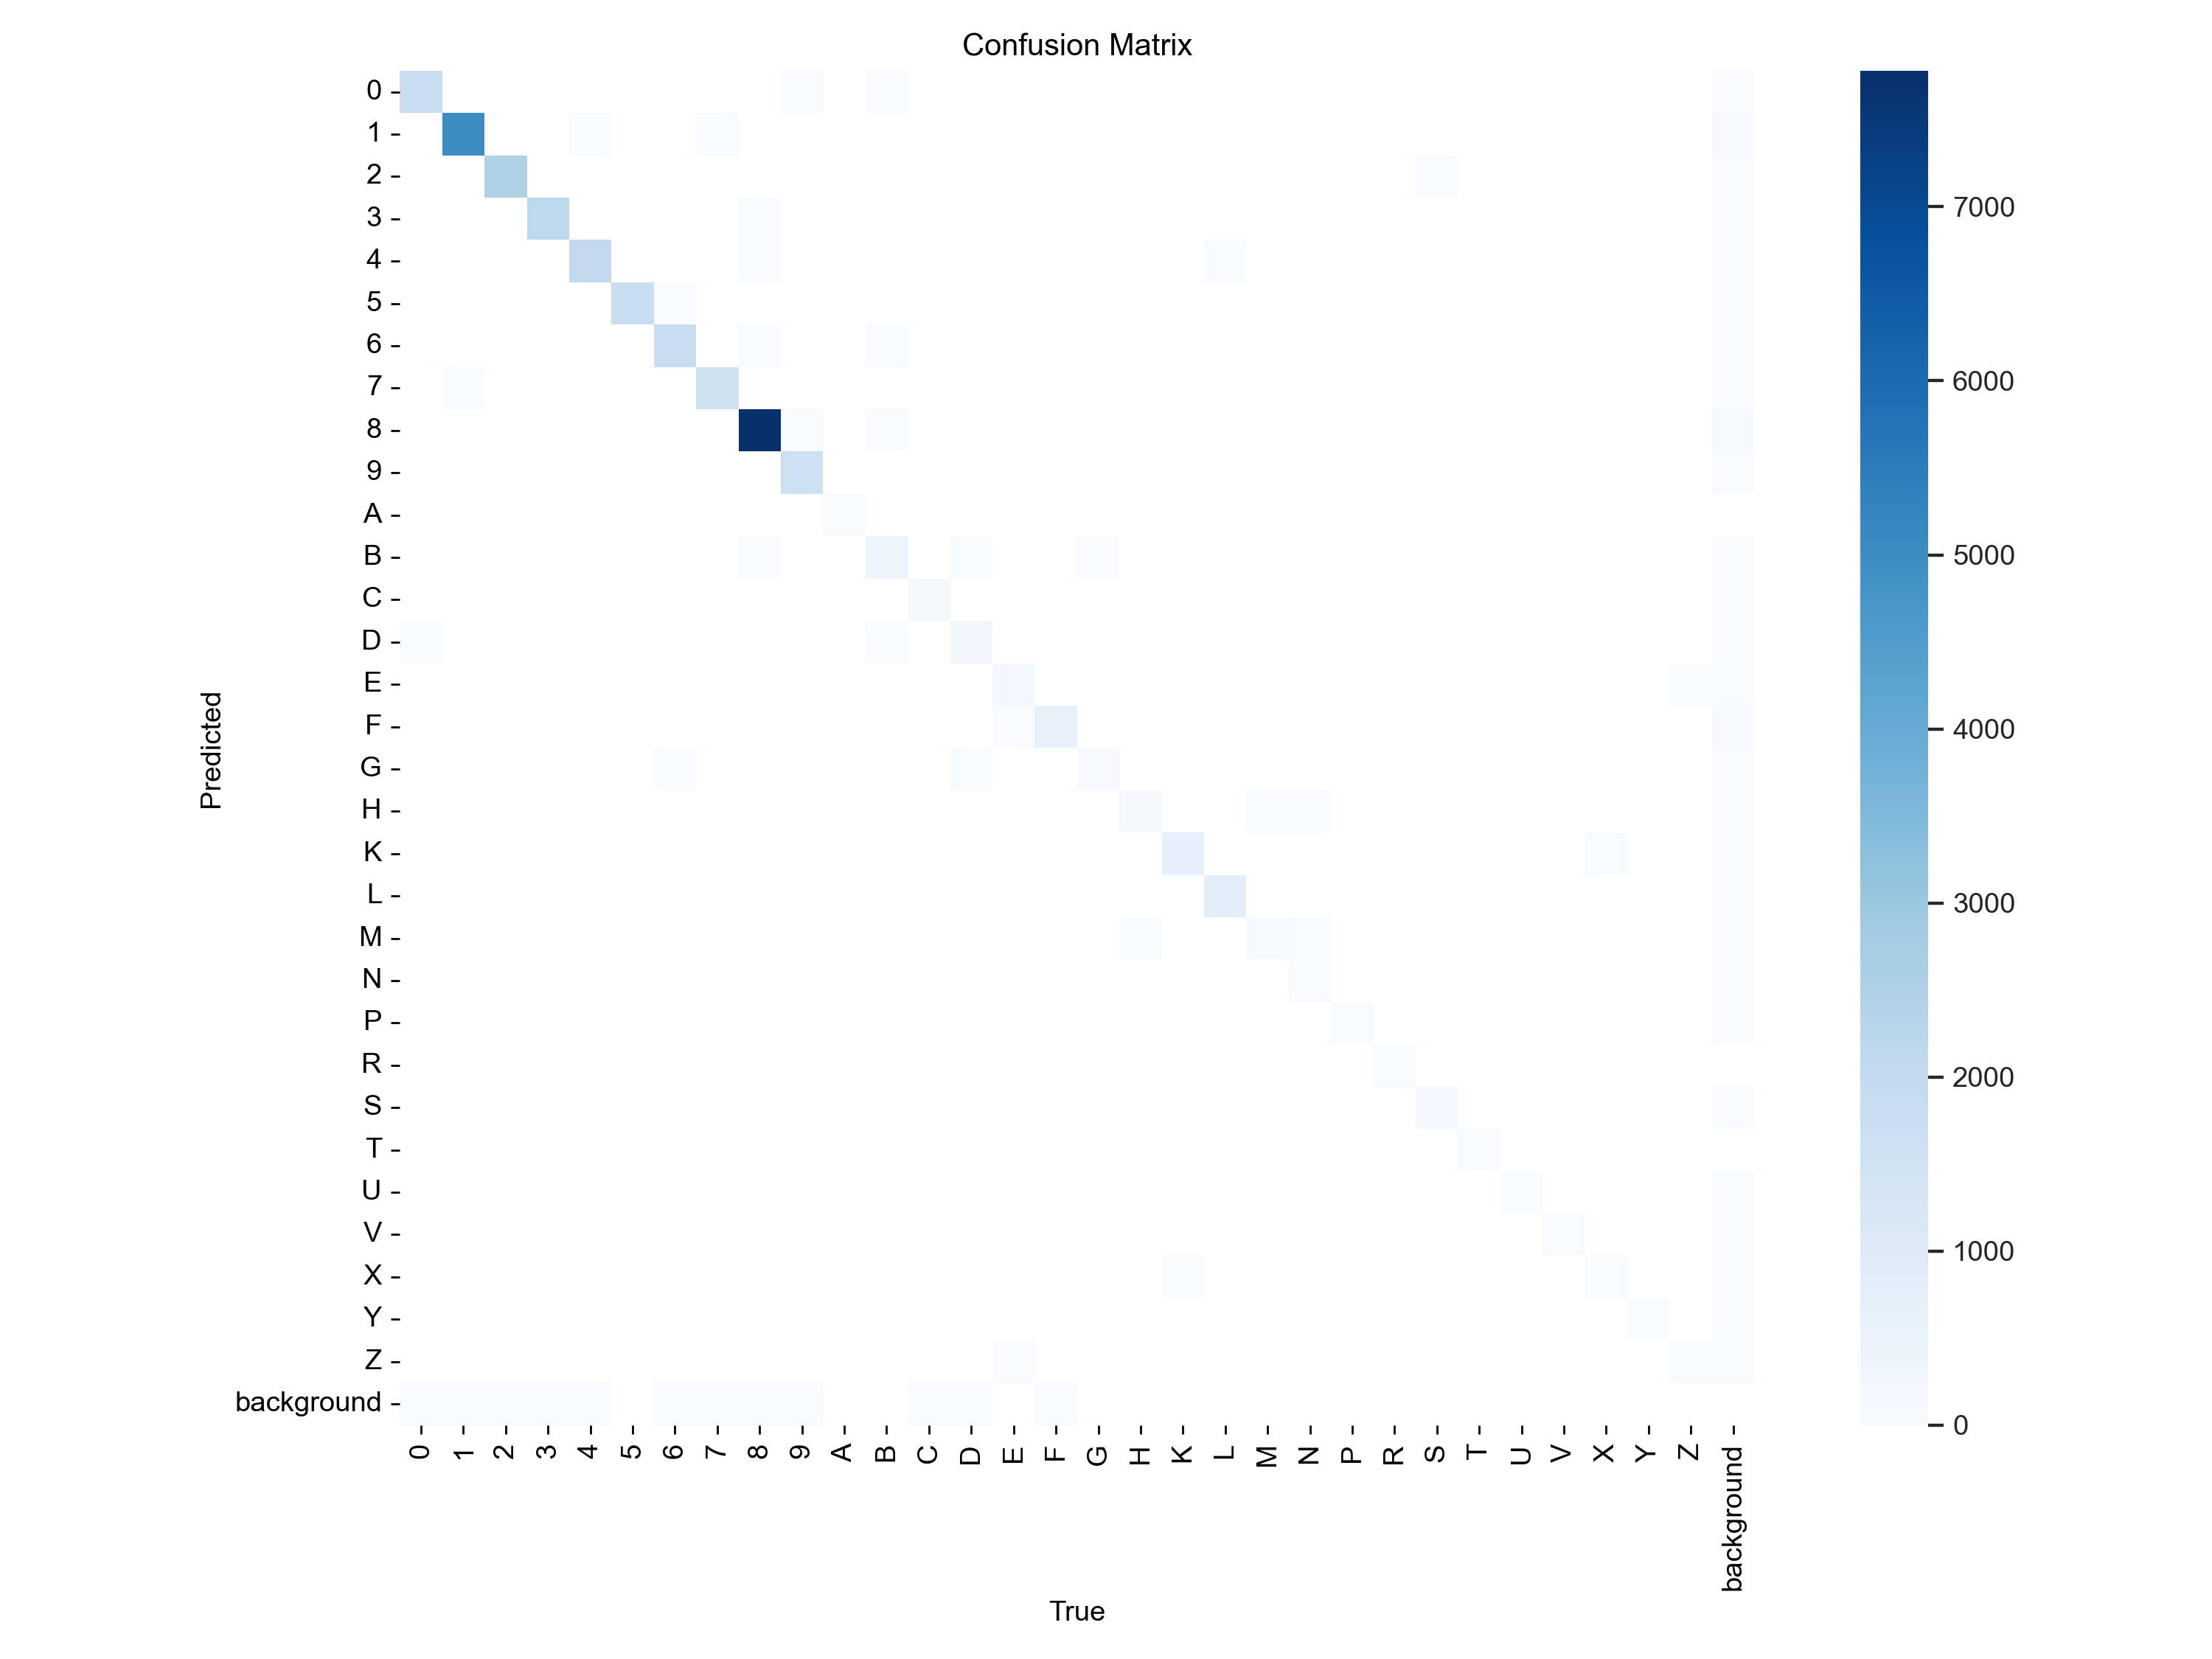 Confusion Matrix
0
1
2
3
4
5
6
7
8
9
A
B
C
D
E
F
G
H
K
L
M
N
P
R
S
T
U
V
X
Y
Z
background
Predicted
0 1 2 3 4 5 6 7 8 9 A B C D E F G H K L M N P R S T U V X Y Z background
True
7000
6000
5000
4000
3000
2000
1000
0